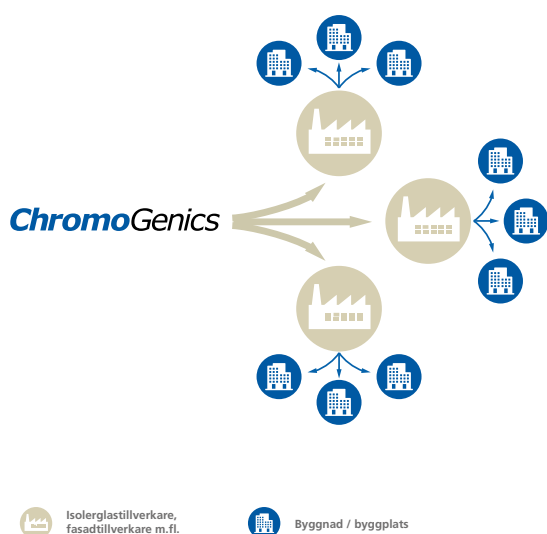 ChromoGenics
Isolerglastillverkare,
fasadtillverkare m.fl.
Byggnad / byggplats